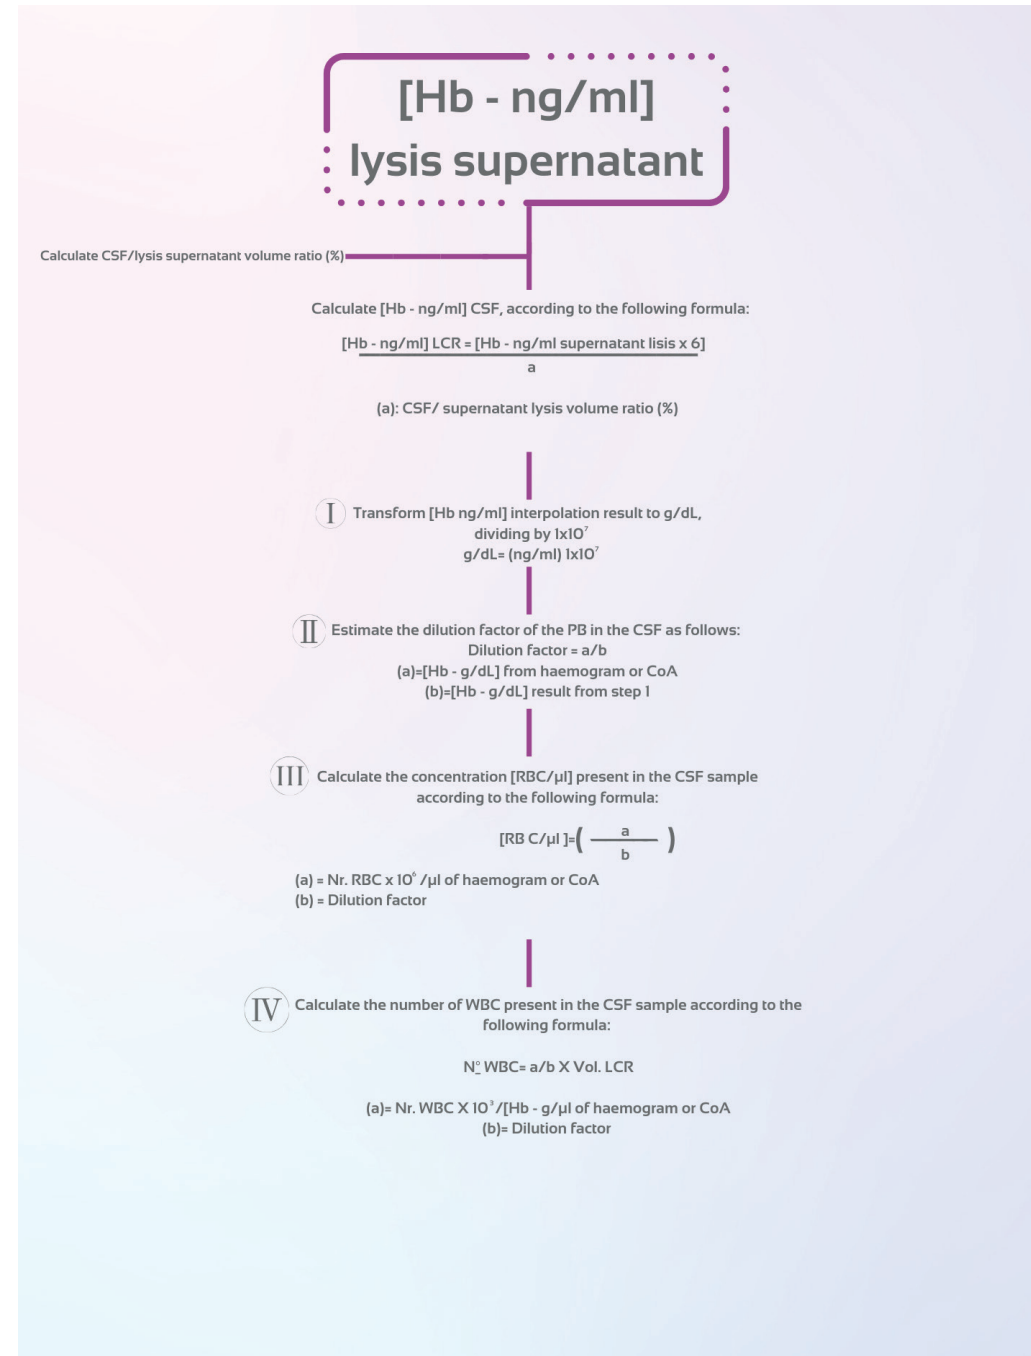 [Hb - ng/ml]
lysis supernatant
Calculate CSF/lysis supernatant volume ratio (%)
Calculate [Hb - ng/ml] CSF, according to the following formula:
[Hb - ng/ml] LCR = [Hb - ng/ml supernatant lisis x 6]
a
(a): CSF/ supernatant lysis volume ratio (%)
I Transform [Hb ng/ml] interpolation result to g/dL,
dividing by 1x10⁷
g/dL= (ng/ml) 1x10⁷
II Estimate the dilution factor of the PB in the CSF as follows:
Dilution factor = a/b
(a)=[Hb - g/dL] from haemogram or CoA
(b)=[Hb - g/dL] result from step 1
III Calculate the concentration [RBC/µl] present in the CSF sample
according to the following formula:
[RB C/µl ]=( a
b )
(a) = Nr. RBC x 10⁶ /µl of haemogram or CoA
(b) = Dilution factor
IV Calculate the number of WBC present in the CSF sample according to the
following formula:
Nº WBC= a/b X Vol. LCR
(a)= Nr. WBC X 10³ /[Hb - g/µl of haemogram or CoA
(b)= Dilution factor